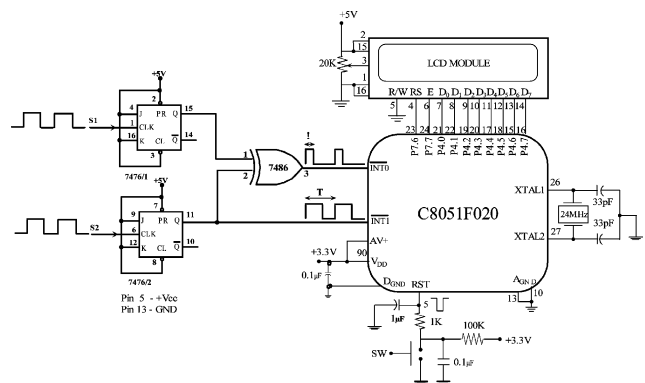 +5V
2
15
20K
3
1
16
LCD MODULE
R/W RS E D0 D1 D2 D3 D4 D5 D6 D7
5 4 6 7 8 9 10 11 12 13 14
23 24 21 22 19 20 17 18 15 16
P7.6 P7.7 P4.0 P4.1 P4.2 P4.3 P4.4 P4.5 P4.6 P4.7
+5V
2
4 J PR Q 15
S1 1 CLK
16 K CL Q 14
3
7476/1
1
2
7486
3
!
INT0
T
INT1
C8051F020
XTAL1 26
24MHz
33pF
33pF
XTAL2 27
+5V
7
9 J PR Q 11
S2 6 CLK
12 K CL Q 10
8
7476/2
Pin 5 - +Vcc
Pin 13 - GND
+3.3V
90
AV+
VDD
0.1µF
DGND
RST
AGND
13
10
5
1µF
1K
100K
+3.3V
SW
0.1µF